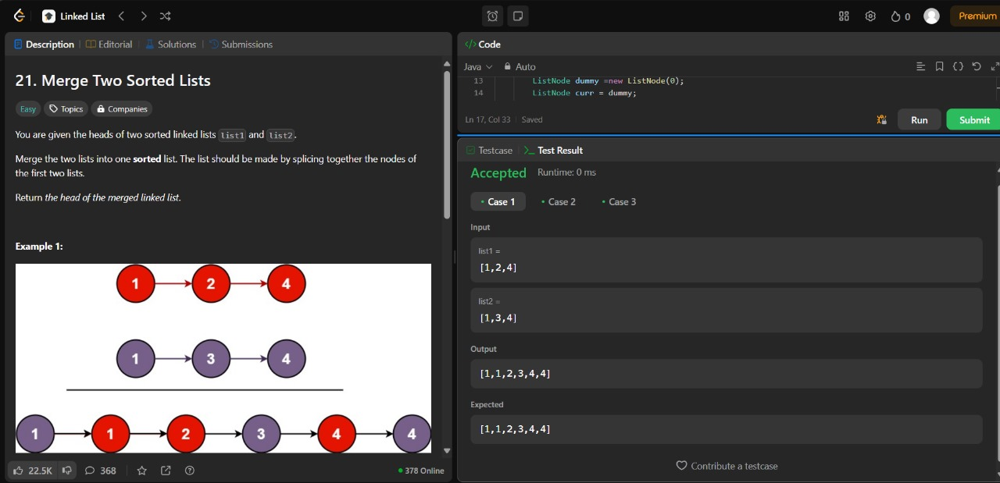 Linked List
0
Premium
Description | Editorial | Solutions | Submissions
21. Merge Two Sorted Lists
Easy Topics Companies
You are given the heads of two sorted linked lists list1 and list2.
Merge the two lists into one sorted list. The list should be made by splicing together the nodes of
the first two lists.
Return the head of the merged linked list.
Example 1:
1 2 4
1 3 4
1 1 2 3 4 4
22.5K 368
378 Online
</> Code
Java Auto
13 ListNode dummy =new ListNode(0);
14 ListNode curr = dummy;
Ln 17, Col 33 | Saved
Run Submit
Testcase | >_ Test Result
Accepted Runtime: 0 ms
• Case 1 • Case 2 • Case 3
Input
list1 =
[1,2,4]
list2 =
[1,3,4]
Output
[1,1,2,3,4,4]
Expected
[1,1,2,3,4,4]
Contribute a testcase